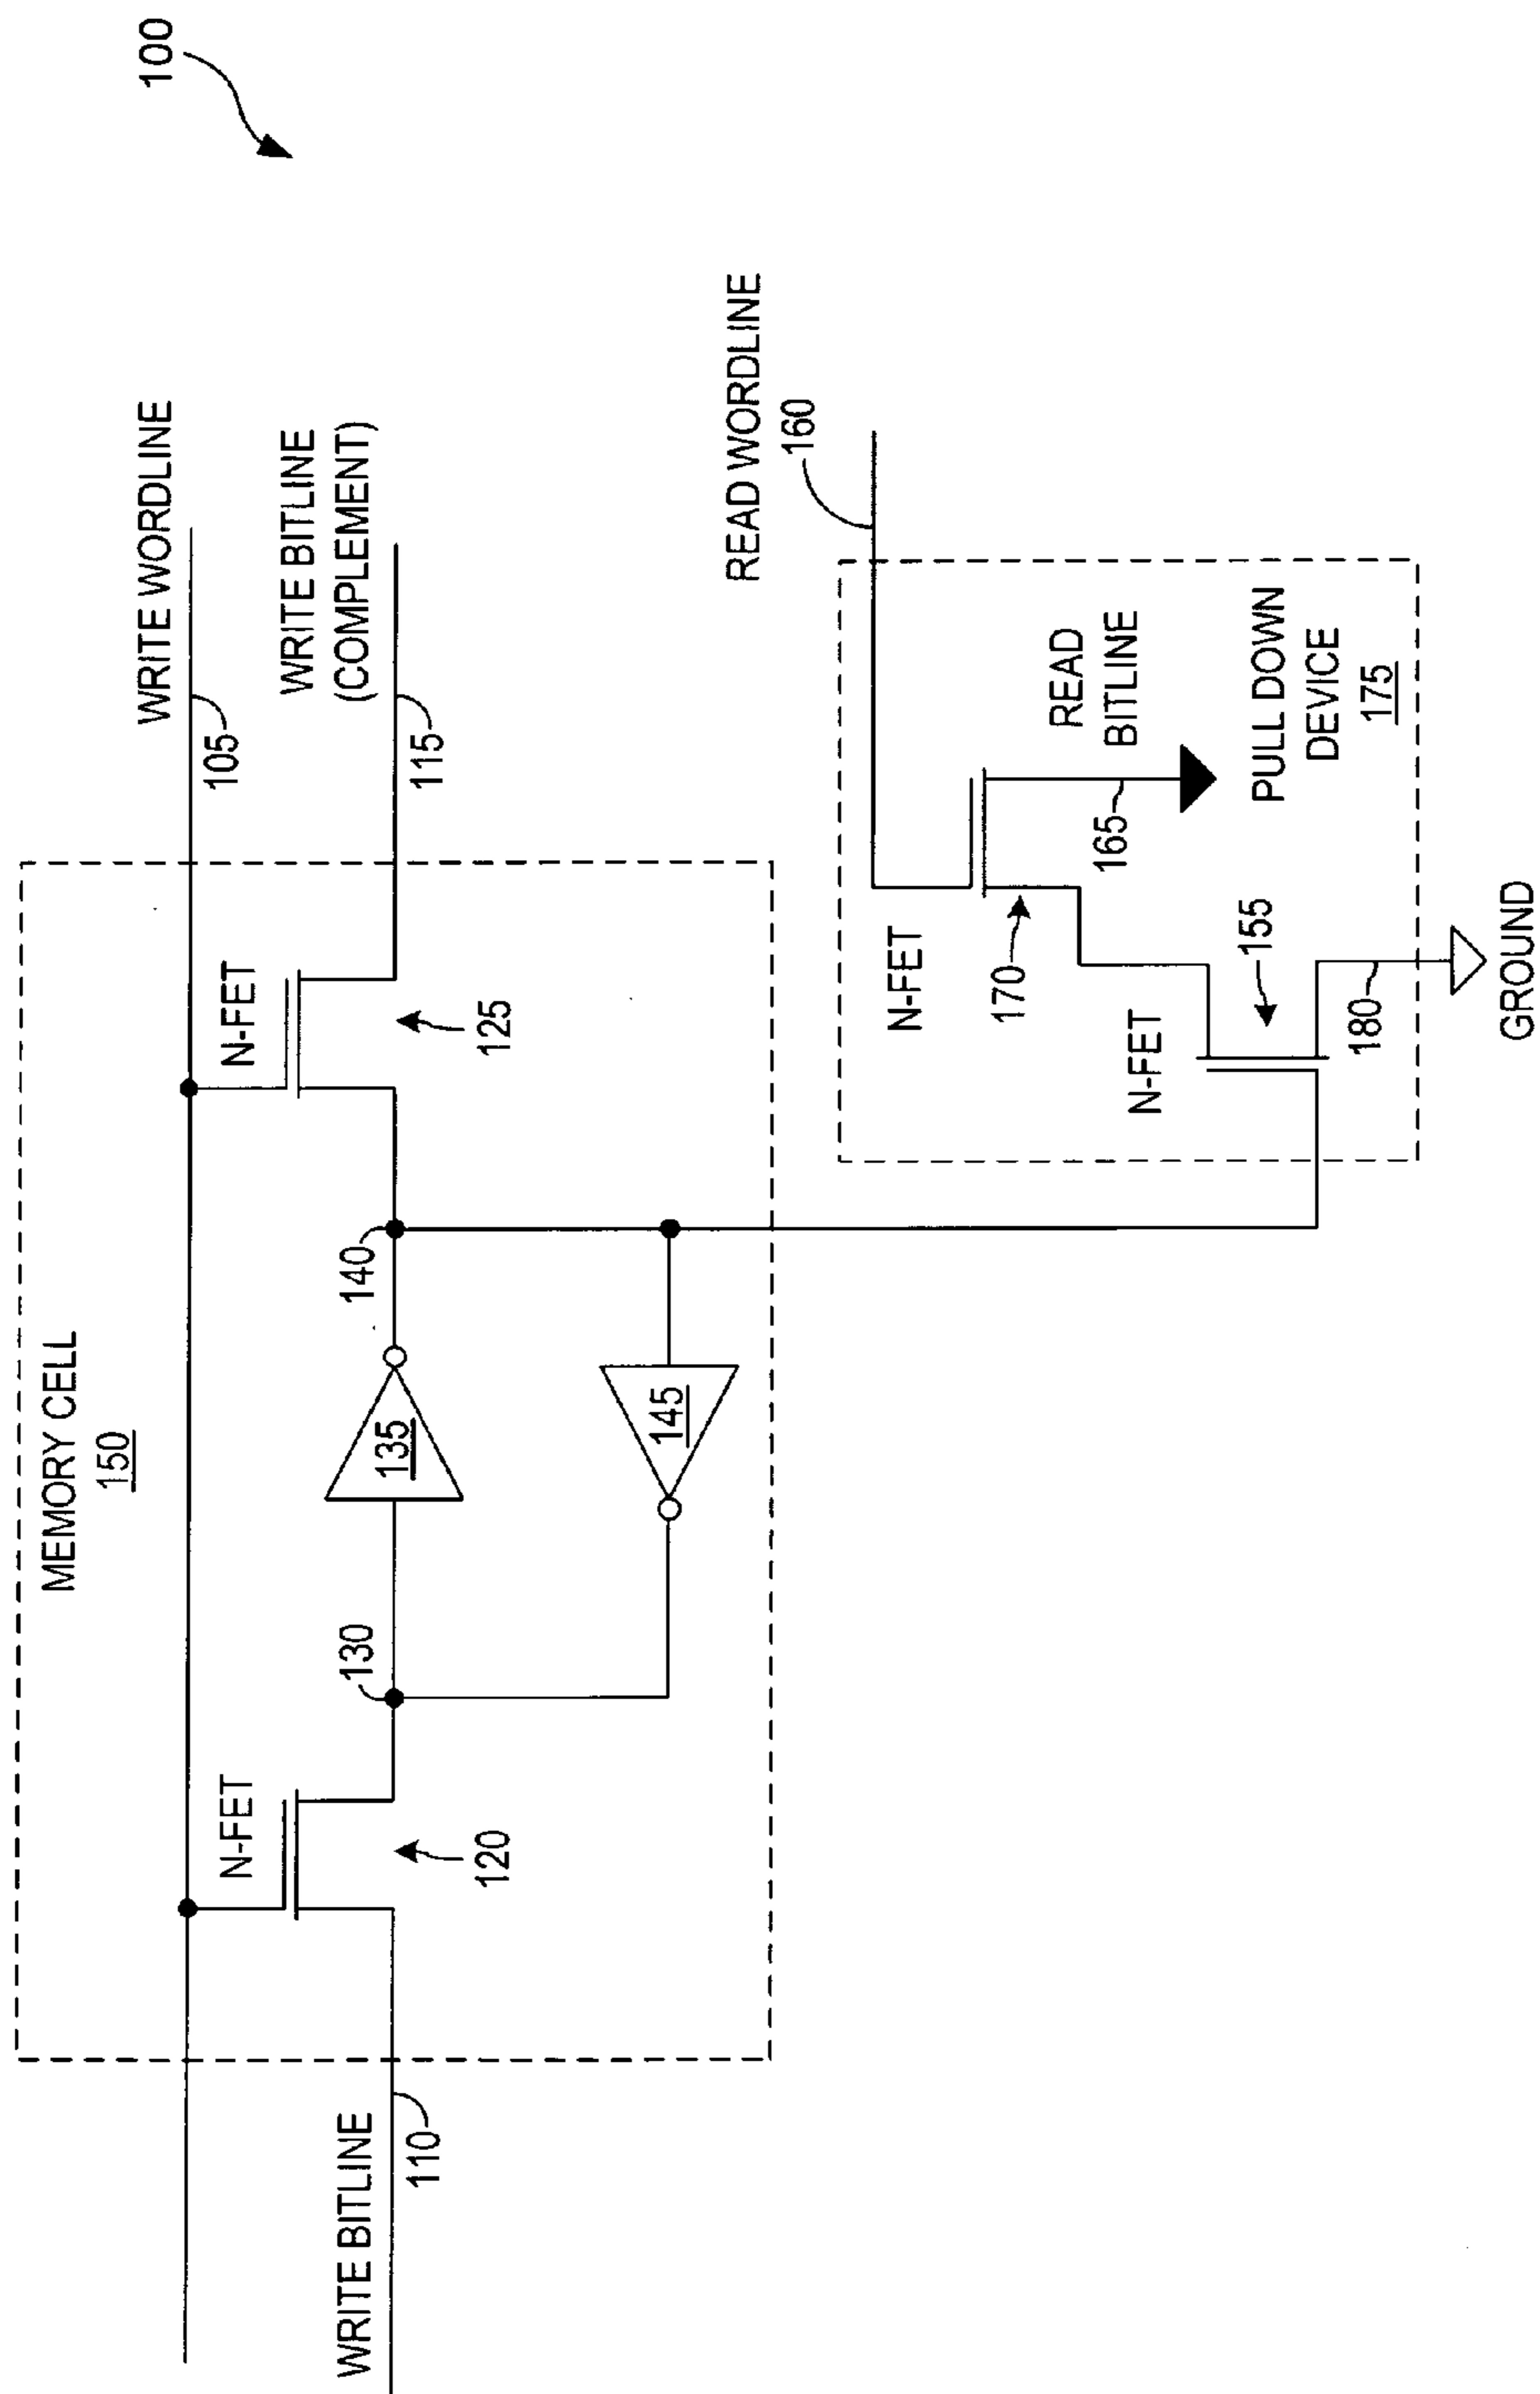 100
WRITE WORDLINE
105
WRITE BITLINE
(COMPLEMENT)
115
MEMORY CELL
150
N-FET
125
N-FET
120
140
130
135
145
WRITE BITLINE
110
READ WORDLINE
160
N-FET
170
READ
BITLINE
165
PULL DOWN
DEVICE
175
N-FET
155
180
GROUND